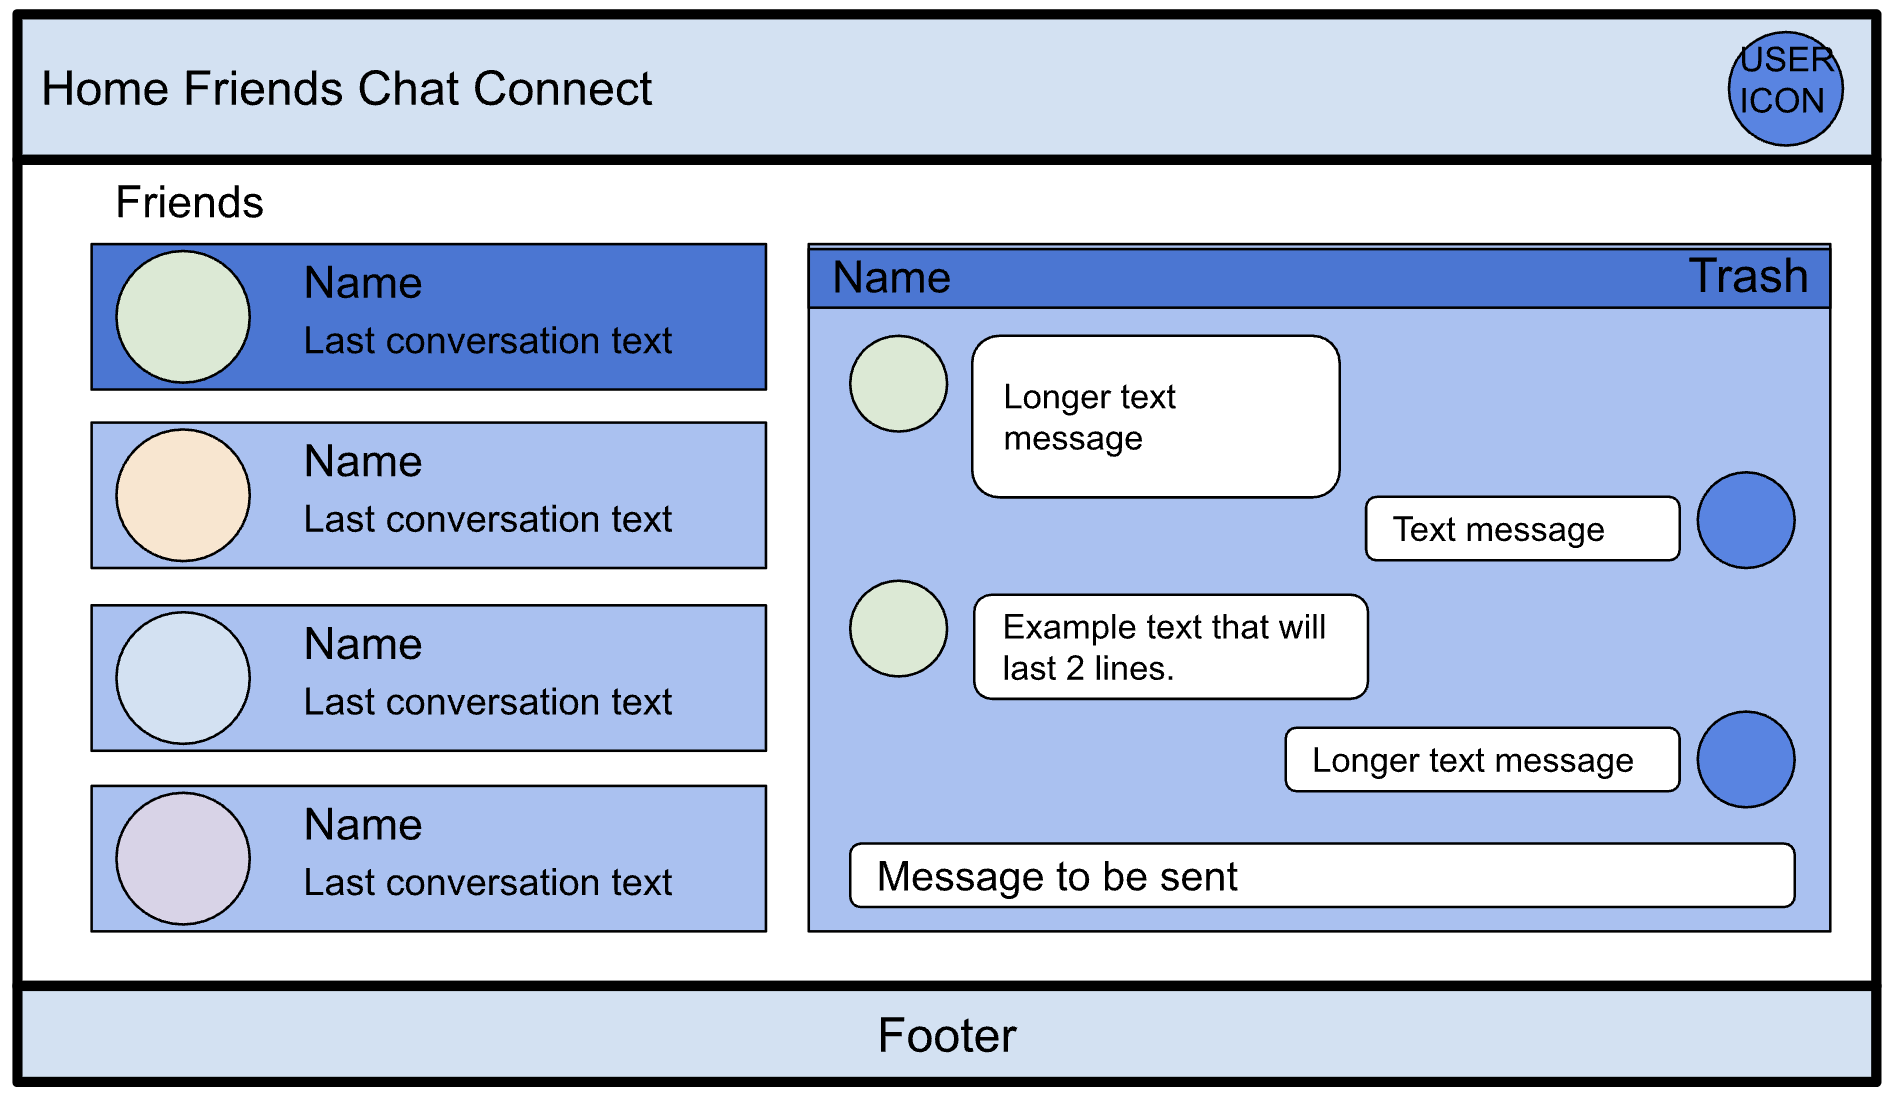 Home Friends Chat Connect
USER
ICON
Friends
Name
Last conversation text
Name
Last conversation text
Name
Last conversation text
Name
Last conversation text
Name
Trash
Longer text
message
Text message
Example text that will
last 2 lines.
Longer text message
Message to be sent
Footer